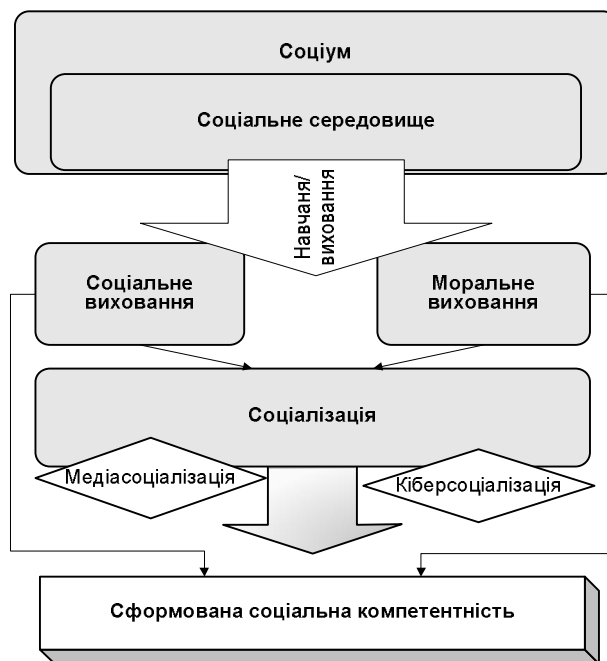 Соціум
Соціальне середовище
Навчаня/
виховання
Соціальне
виховання
Моральне
виховання
Соціалізація
Медіасоціалізація
Кіберсоціалізація
Сформована соціальна компетентність